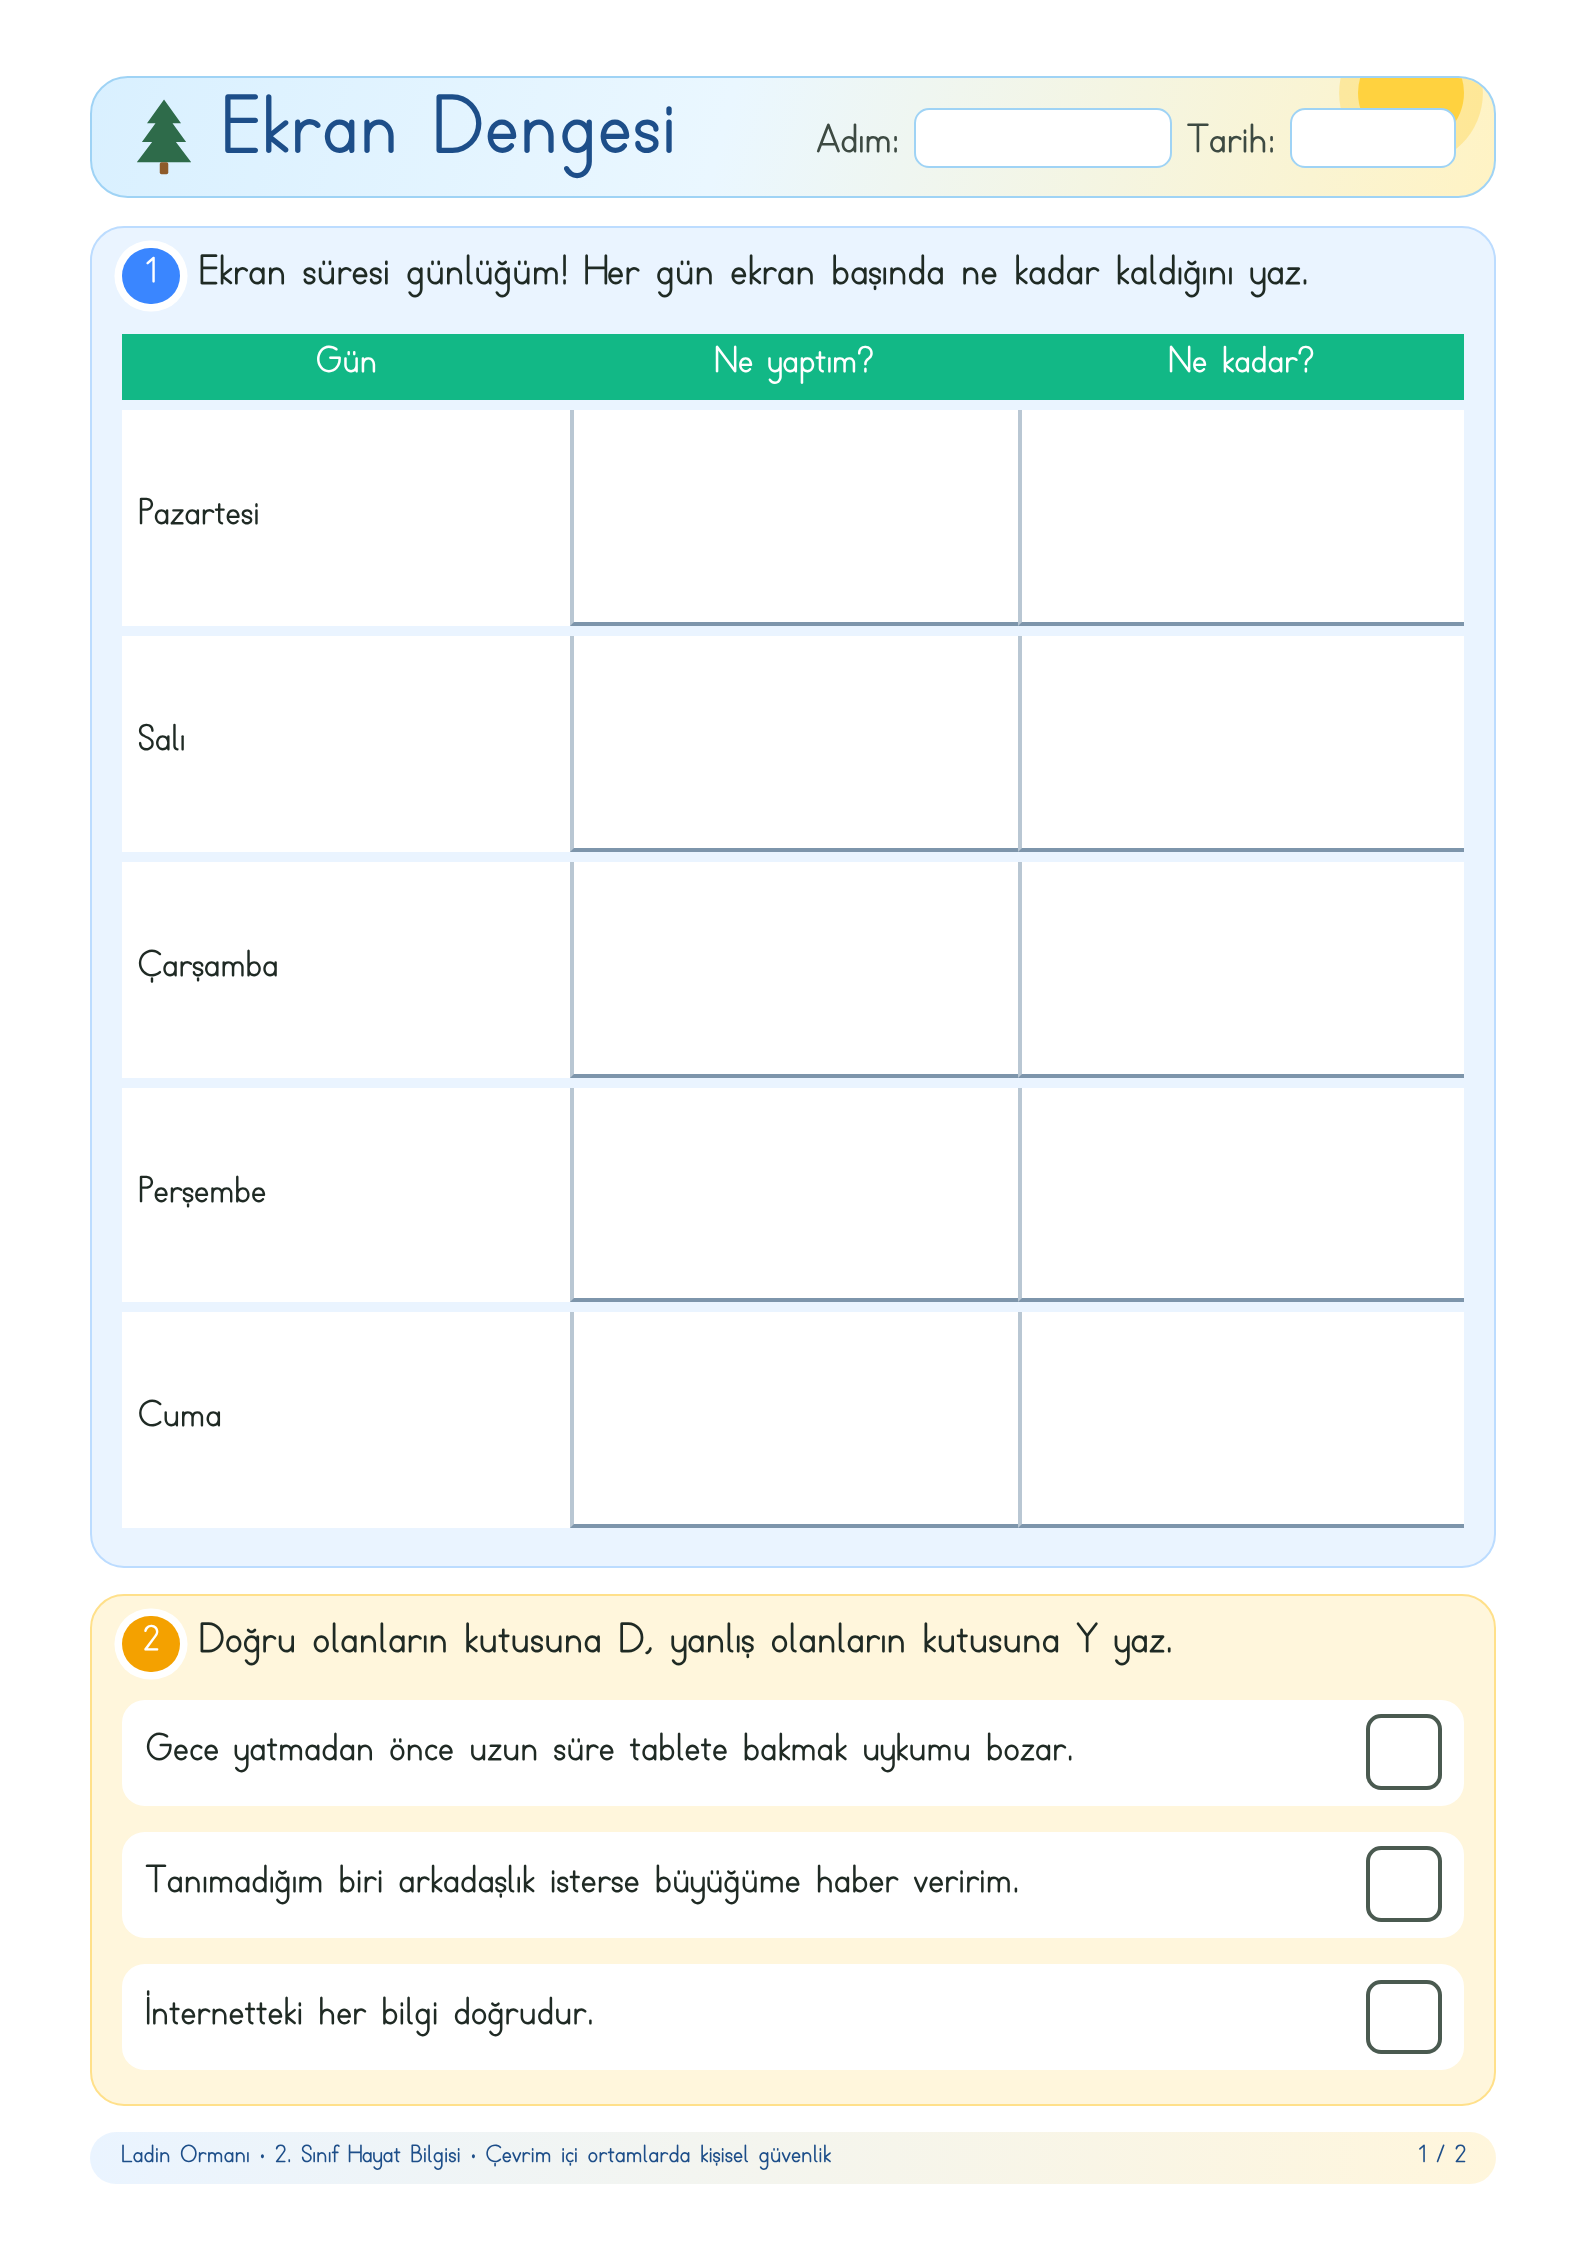 Ekran Dengesi
Adım:
Tarih:
1
Ekran süresi günlüğüm! Her gün ekran başında ne kadar kaldığını yaz.
Gün
Ne yaptım?
Ne kadar?
Pazartesi
Salı
Çarşamba
Perşembe
Cuma
2
Doğru olanların kutusuna D, yanlış olanların kutusuna Y yaz.
Gece yatmadan önce uzun süre tablete bakmak uykumu bozar.
Tanımadığım biri arkadaşlık isterse büyüğüme haber veririm.
İnternetteki her bilgi doğrudur.
Ladin Ormanı • 2. Sınıf Hayat Bilgisi • Çevrim içi ortamlarda kişisel güvenlik
1 / 2